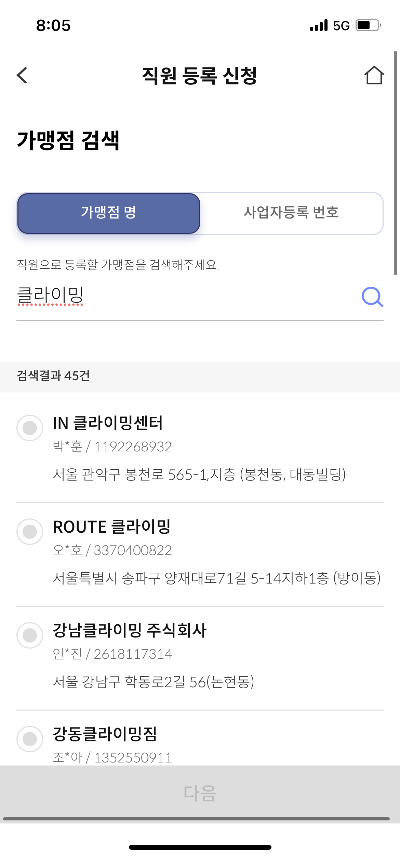 8:05
5G
직원 등록 신청
가맹점 검색
가맹점 명
사업자등록 번호
직원으로 등록할 가맹점을 검색해주세요.
클라이밍
검색결과 45건
IN 클라이밍센터
박*훈 / 1192268932
서울 관악구 봉천로 565-1,지층 (봉천동, 대동빌딩)
ROUTE 클라이밍
오*호 / 3370400822
서울특별시 송파구 양재대로71길 5-14지하1층 (방이동)
강남클라이밍 주식회사
인*진 / 2618117314
서울 강남구 학동로2길 56(논현동)
강동클라이밍짐
조*아 / 1352550911
다음